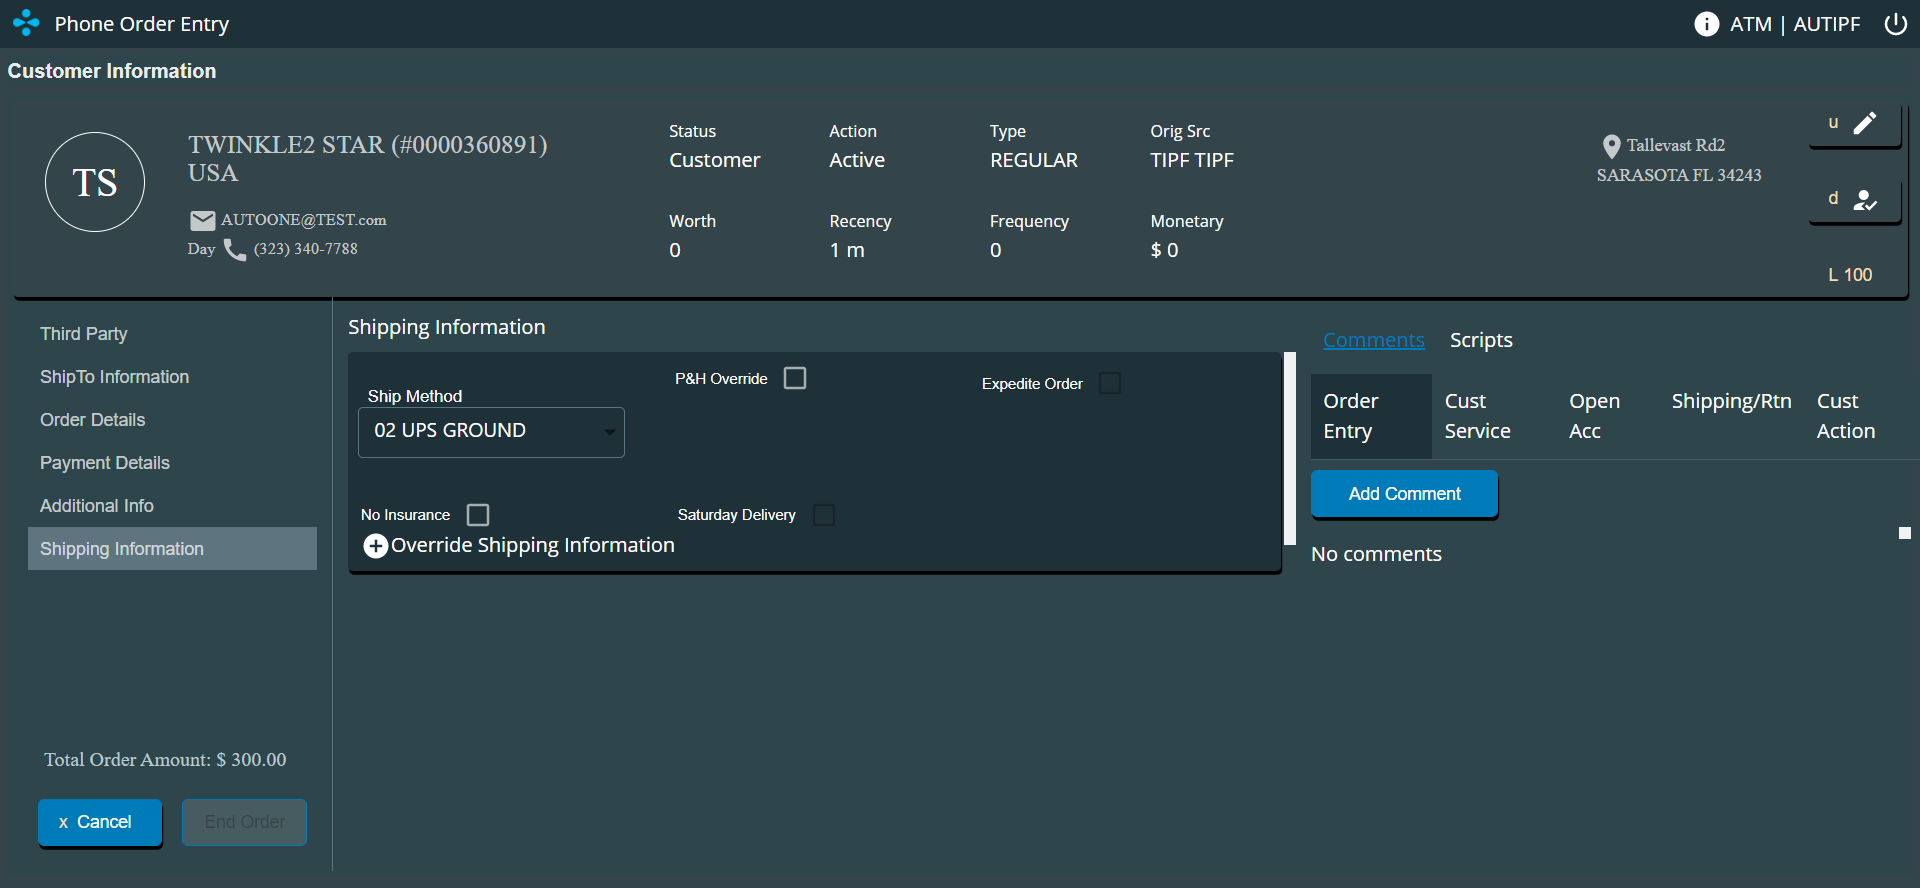 Phone Order Entry
ATM | AUTIPF
Customer Information
TS
TWINKLE2 STAR (#0000360891)
USA
AUTOONE@TEST.com
Day (323) 340-7788
Status
Customer
Action
Active
Type
REGULAR
Orig Src
TIPF TIPF
Worth
0
Recency
1 m
Frequency
0
Monetary
$ 0
Tallevast Rd2
SARASOTA FL 34243
u
d
L 100
Third Party
ShipTo Information
Order Details
Payment Details
Additional Info
Shipping Information
Total Order Amount: $ 300.00
x Cancel
End Order
Shipping Information
Ship Method
02 UPS GROUND
P&H Override
Expedite Order
No Insurance
Saturday Delivery
Override Shipping Information
Comments
Scripts
Order
Entry
Cust
Service
Open
Acc
Shipping/Rtn
Cust
Action
Add Comment
No comments